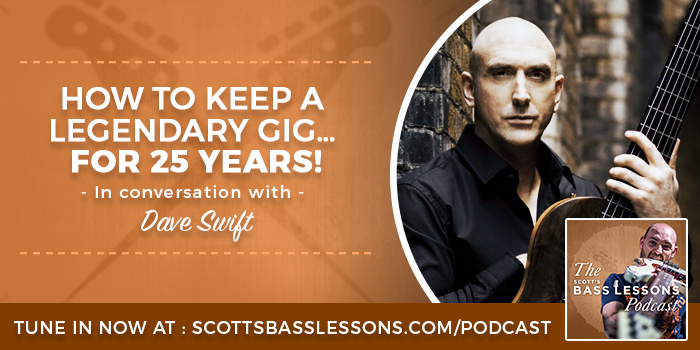 HOW TO KEEP A
LEGENDARY GIG...
FOR 25 YEARS!
- In conversation with -
Dave Swift
The
SCOTT'S
BASS LESSONS
Podcast
TUNE IN NOW AT : SCOTTSBASSLESSONS.COM/PODCAST